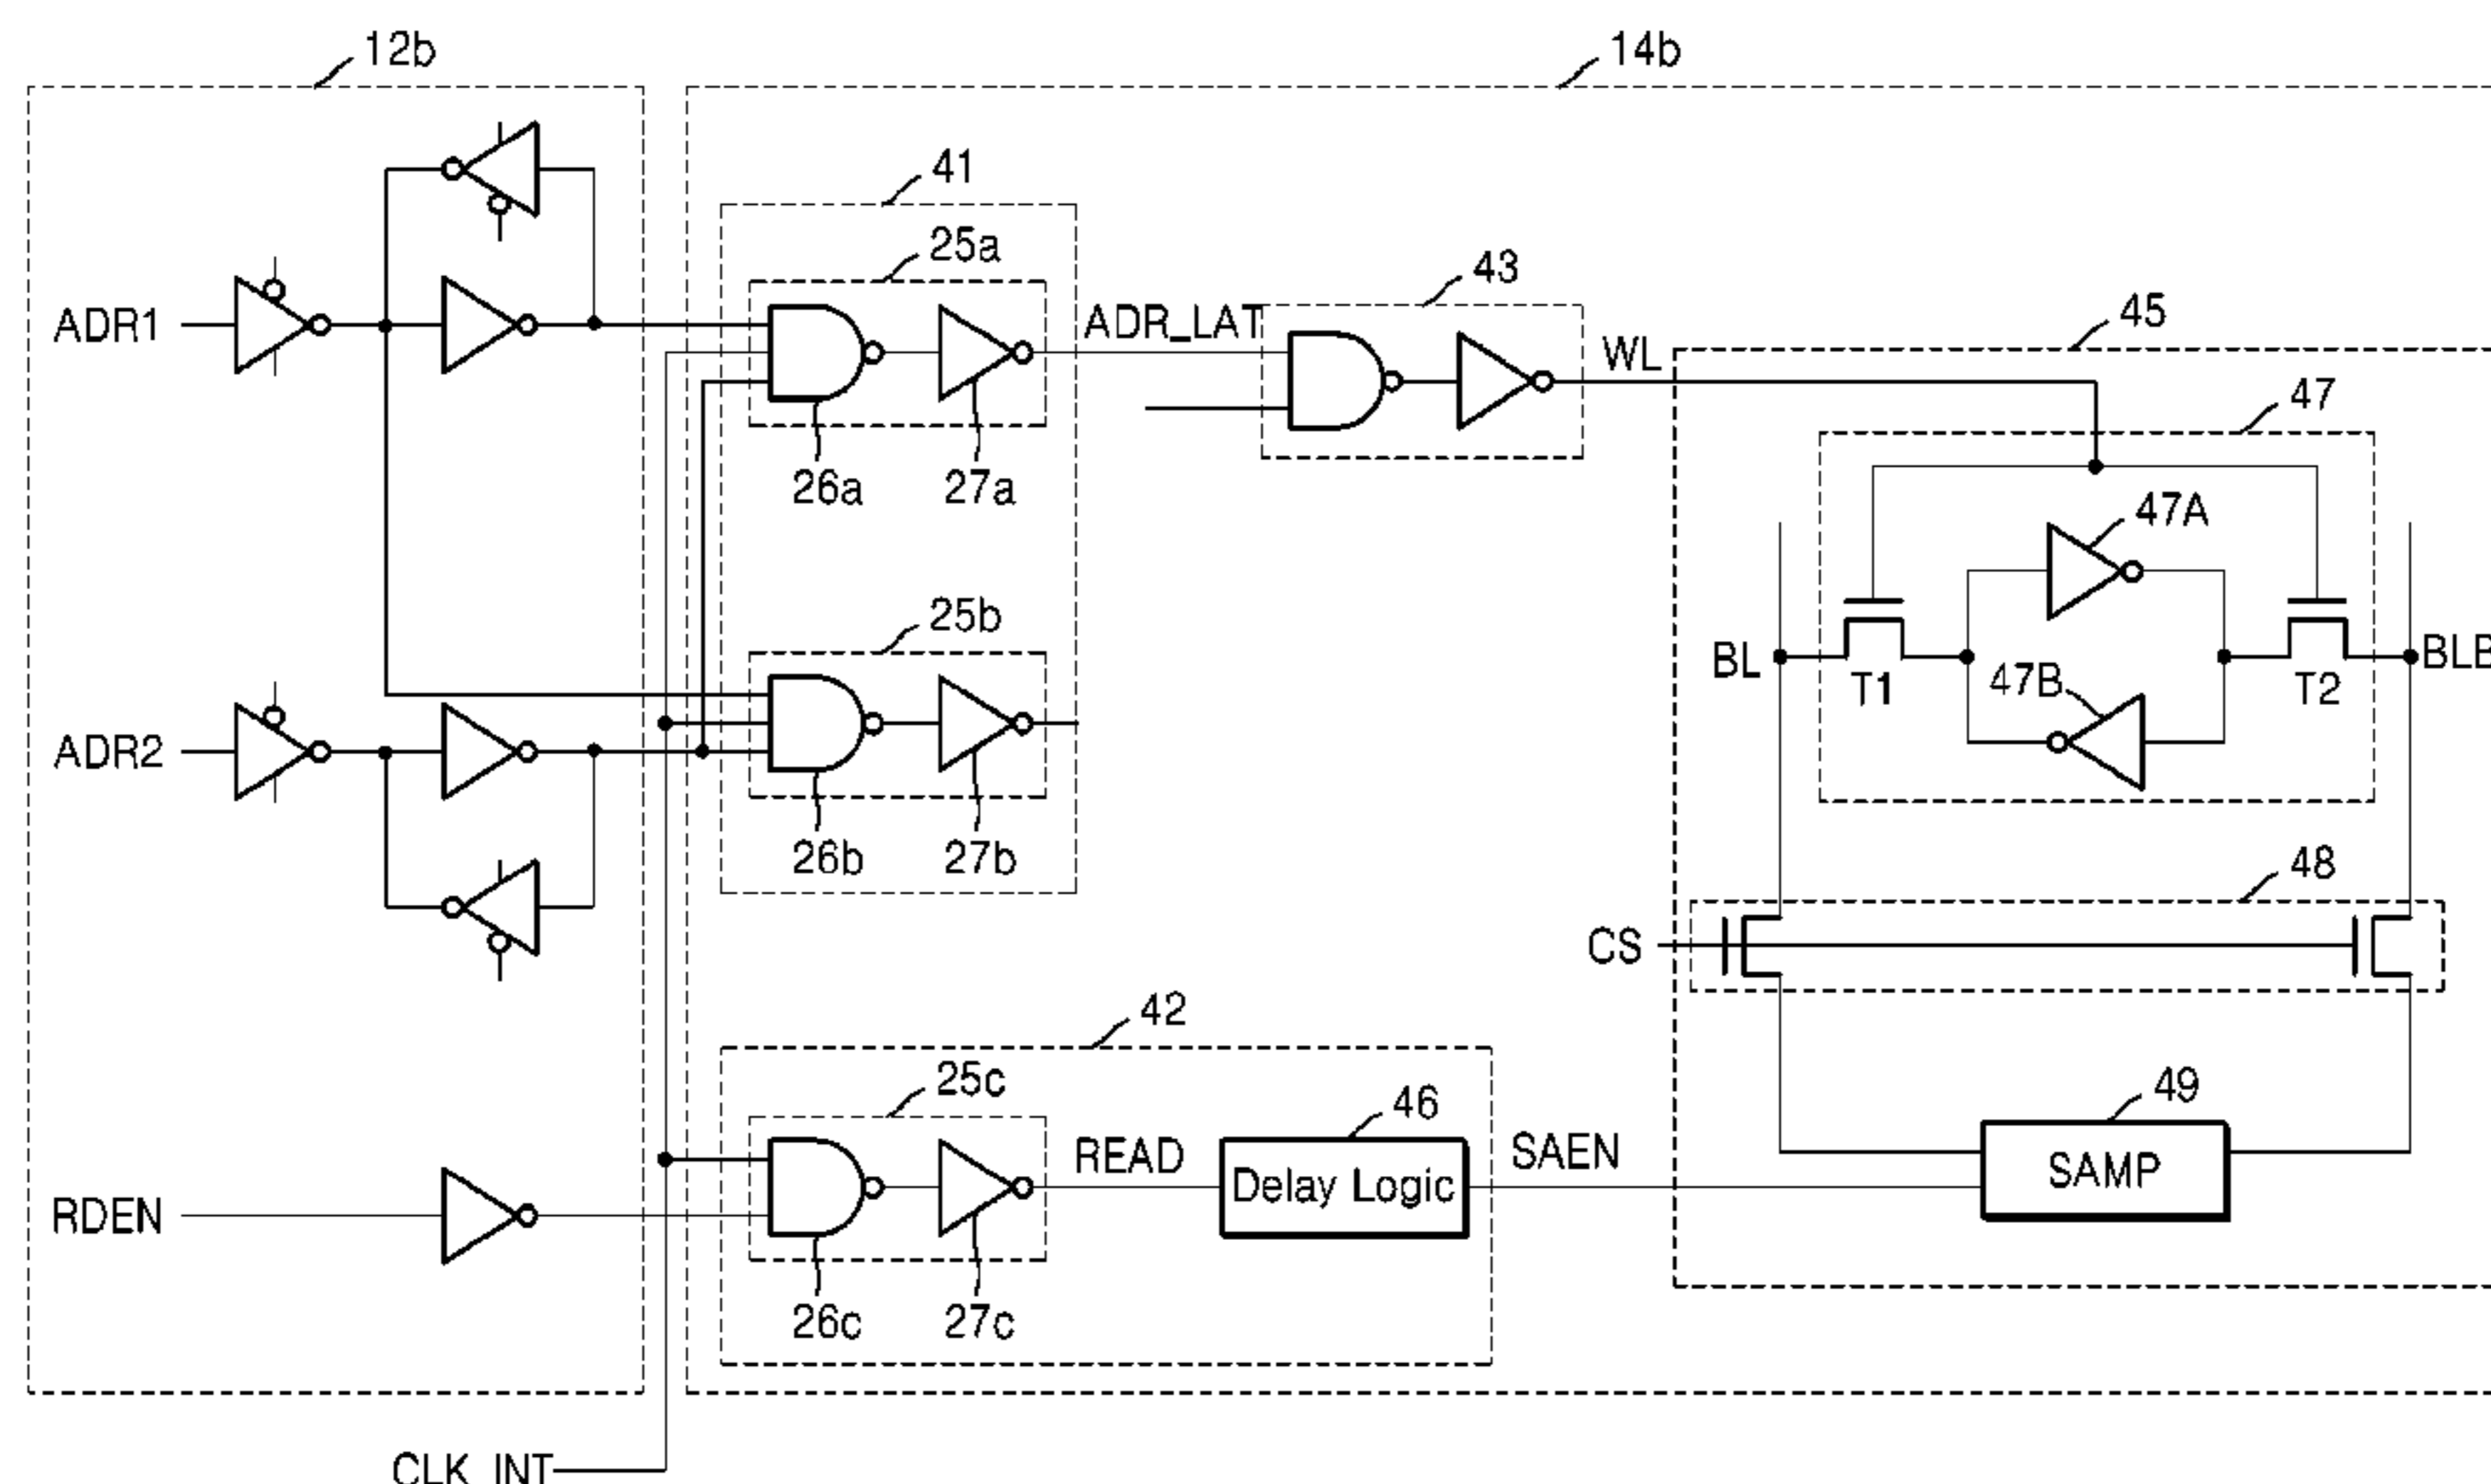 12b
14b
41
25a
43
ADR1
ADR_LAT
WL
45
47
26a
27a
47A
25b
BL
T1
47B
T2
BLB
ADR2
26b
27b
48
CS
42
25c
46
49
READ
SAEN
Delay Logic
SAMP
RDEN
26c
27c
CLK_INT